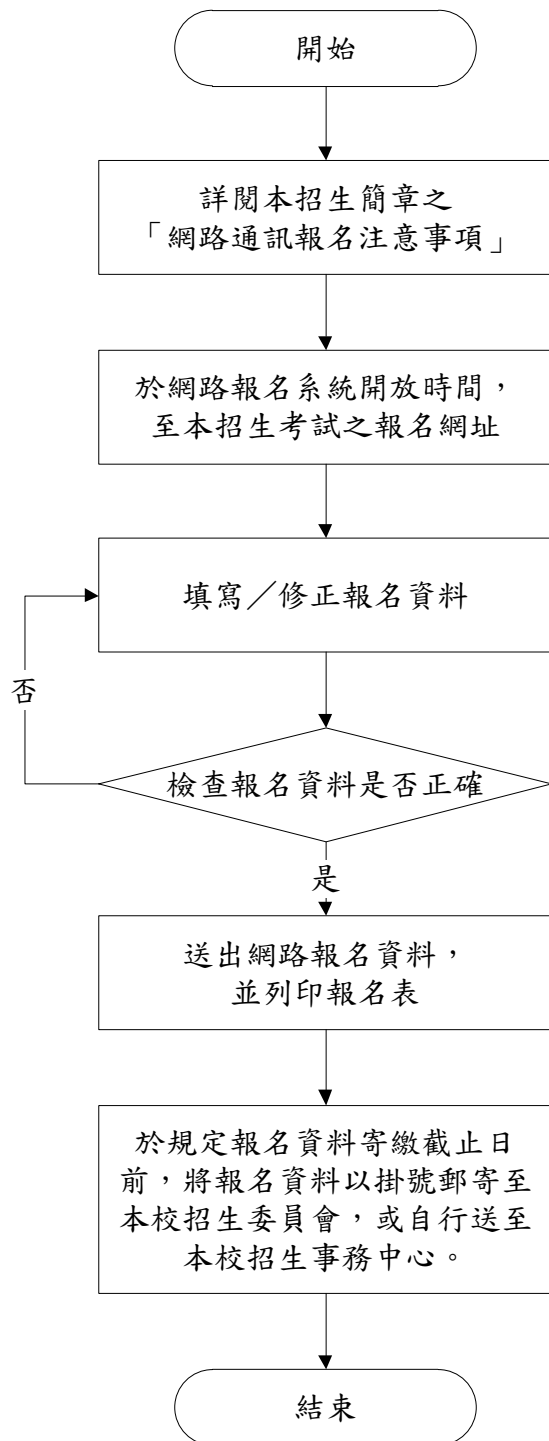 開始
詳閱本招生簡章之
「網路通訊報名注意事項」
於網路報名系統開放時間，
至本招生考試之報名網址
填寫／修正報名資料
否
檢查報名資料是否正確
是
送出網路報名資料，
並列印報名表
於規定報名資料寄繳截止日
前，將報名資料以掛號郵寄至
本校招生委員會，或自行送至
本校招生事務中心。
結束